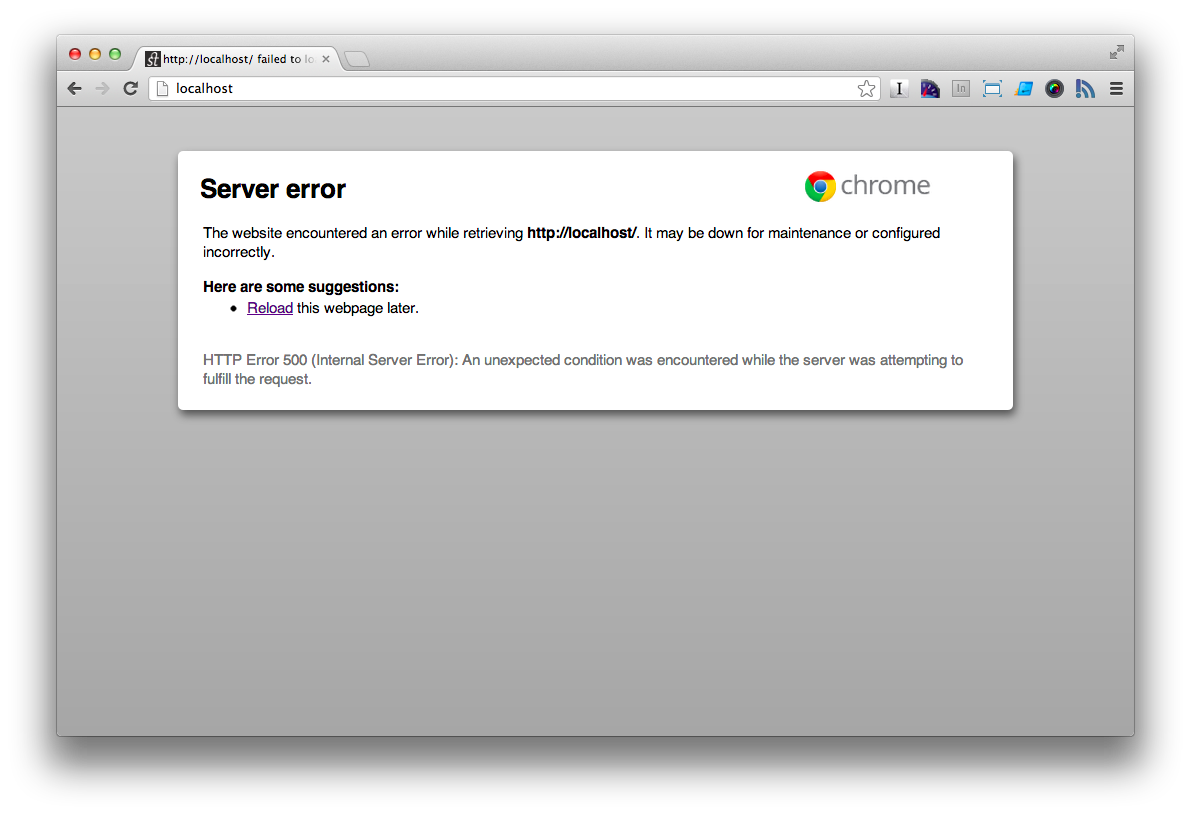 http://localhost/ failed to lo
localhost
I
In
Server error
chrome
The website encountered an error while retrieving http://localhost/. It may be down for maintenance or configured
incorrectly.
Here are some suggestions:
• Reload this webpage later.
HTTP Error 500 (Internal Server Error): An unexpected condition was encountered while the server was attempting to
fulfill the request.